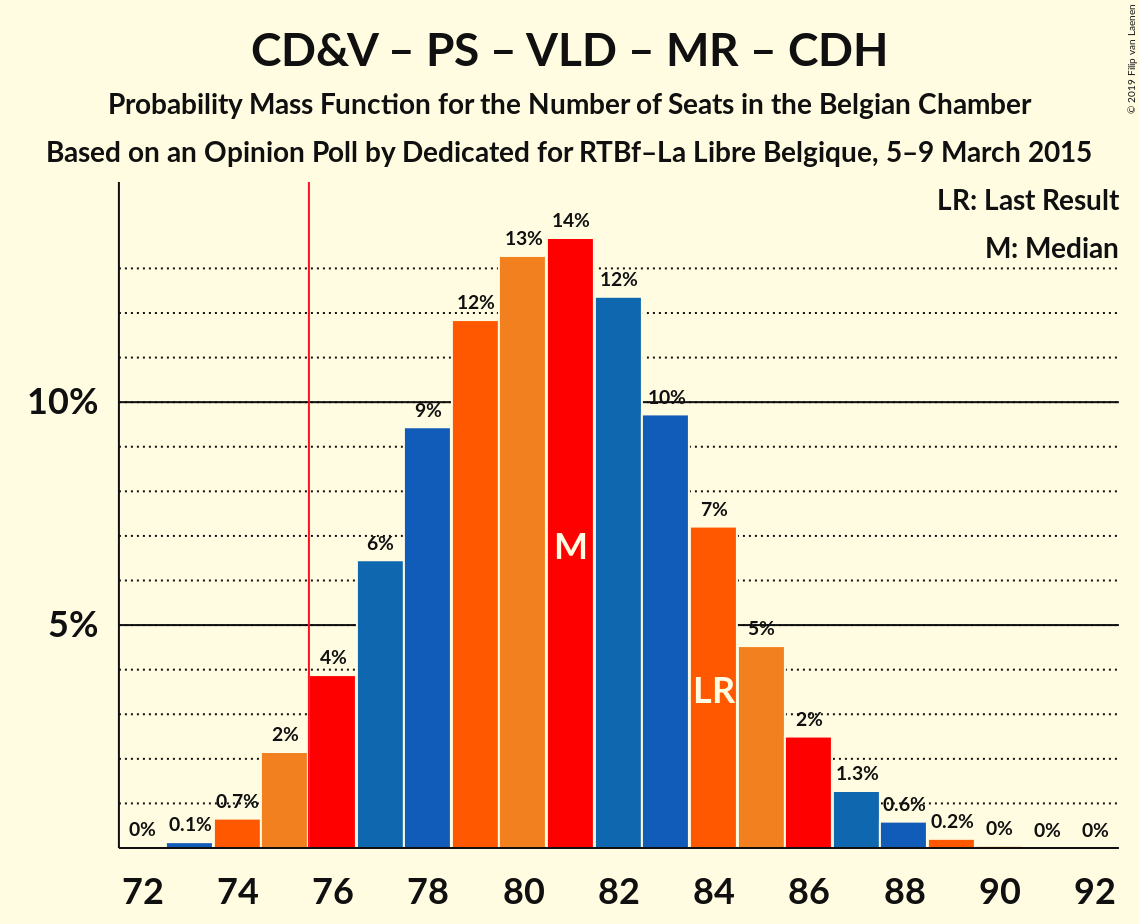 CD&V – PS – VLD – MR – CDH
Probability Mass Function for the Number of Seats in the Belgian Chamber
Based on an Opinion Poll by Dedicated for RTBf–La Libre Belgique, 5–9 March 2015
© 2019 Filip van Laenen
LR: Last Result
M: Median
10%
5%
0%
0.1%
0.7%
2%
4%
6%
9%
12%
13%
14%
12%
10%
7%
5%
2%
1.3%
0.6%
0.2%
0%
0%
0%
M
LR
72 74 76 78 80 82 84 86 88 90 92